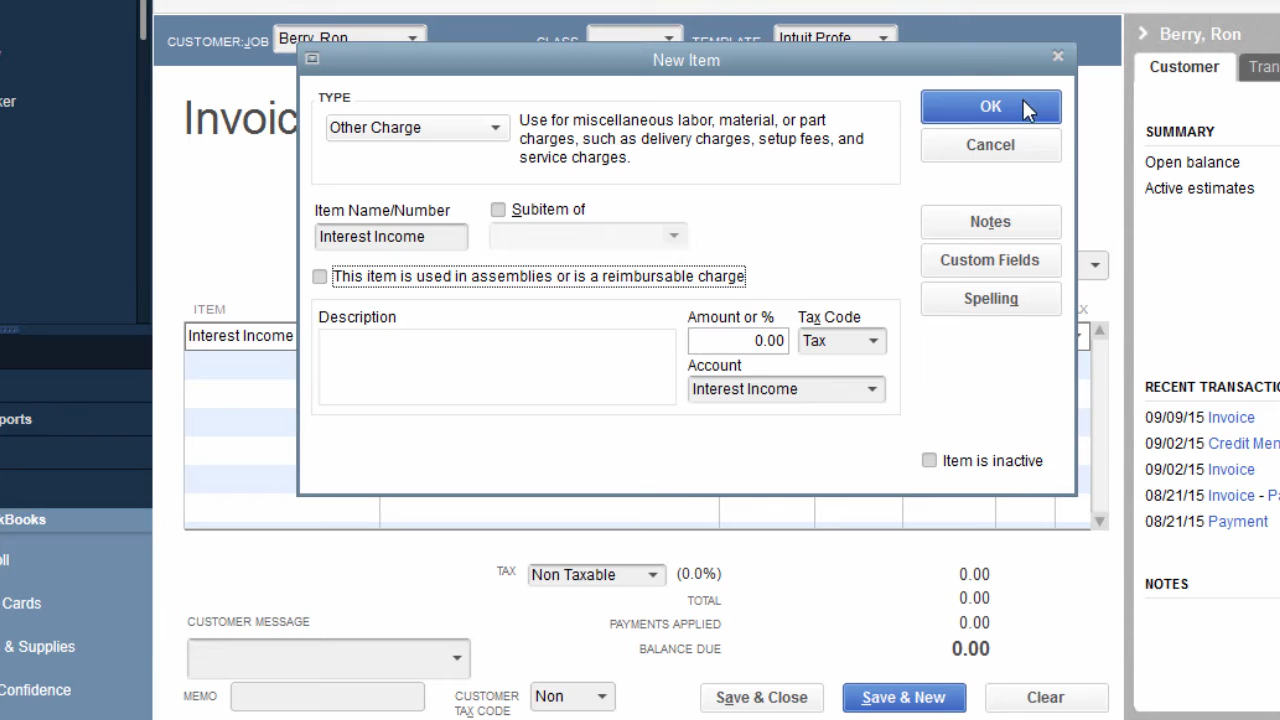 CUSTOMER:JOB Berry, Ron CLASS TEMPLATE Intuit Profe
Berry, Ron
New Item
Customer Tran
TYPE
Other Charge
Use for miscellaneous labor, material, or part
charges, such as delivery charges, setup fees, and
service charges.
OK
Cancel
Invoic
SUMMARY
Open balance
Active estimates
Item Name/Number
Interest Income
Subitem of
Notes
Custom Fields
Spelling
This item is used in assemblies or is a reimbursable charge
ITEM
Interest Income
Description
Amount or % Tax Code
0.00 Tax
Account
Interest Income
Item is inactive
RECENT TRANSACTIO
09/09/15 Invoice
09/02/15 Credit Mem
09/02/15 Invoice
08/21/15 Invoice - Pa
08/21/15 Payment
NOTES
ker
ports
kBooks
ll
Cards
& Supplies
Confidence
TAX Non Taxable (0.0%) 0.00
TOTAL 0.00
PAYMENTS APPLIED 0.00
BALANCE DUE 0.00
CUSTOMER MESSAGE
MEMO
CUSTOMER
TAX CODE
Non
Save & Close
Save & New
Clear